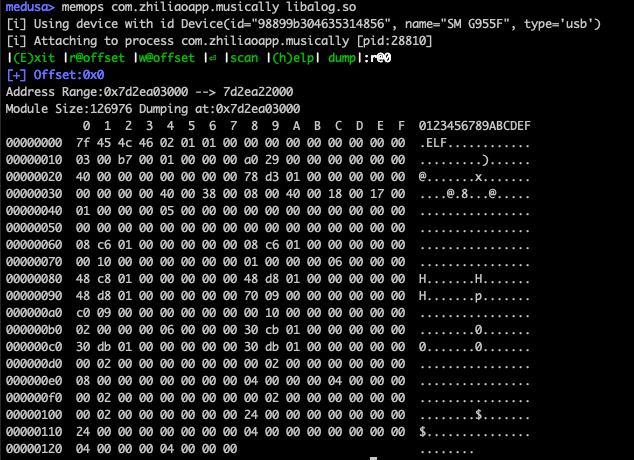 medusa> memops com.zhiliaoapp.musically libalog.so
[i] Using device with id Device(id="98899b304635314856", name="SM G955F", type='usb')
[i] Attaching to process com.zhiliaoapp.musically [pid:28810]
|(E)xit |r@offset |w@offset |⏎ |scan |(h)elp| dump|:r@0
[+] Offset:0x0
Address Range:0x7d2ea03000 --> 7d2ea22000
Module Size:126976 Dumping at:0x7d2ea03000
0 1 2 3 4 5 6 7 8 9 A B C D E F 0123456789ABCDEF
00000000 7f 45 4c 46 02 01 01 00 00 00 00 00 00 00 00 00 .ELF............
00000010 03 00 b7 00 01 00 00 00 a0 29 00 00 00 00 00 00 .........)......
00000020 40 00 00 00 00 00 00 00 78 d3 01 00 00 00 00 00 @.......x.......
00000030 00 00 00 00 40 00 38 00 08 00 40 00 18 00 17 00 ....@.8...@.....
00000040 01 00 00 00 05 00 00 00 00 00 00 00 00 00 00 00 ................
00000050 00 00 00 00 00 00 00 00 00 00 00 00 00 00 00 00 ................
00000060 08 c6 01 00 00 00 00 00 08 c6 01 00 00 00 00 00 ................
00000070 00 10 00 00 00 00 00 00 01 00 00 00 06 00 00 00 ................
00000080 48 c8 01 00 00 00 00 00 48 d8 01 00 00 00 00 00 H.......H.......
00000090 48 d8 01 00 00 00 00 00 70 09 00 00 00 00 00 00 H.......p.......
000000a0 c0 09 00 00 00 00 00 00 00 10 00 00 00 00 00 00 ................
000000b0 02 00 00 00 06 00 00 00 30 cb 01 00 00 00 00 00 ........0.......
000000c0 30 db 01 00 00 00 00 00 30 db 01 00 00 00 00 00 0.......0.......
000000d0 00 02 00 00 00 00 00 00 00 02 00 00 00 00 00 00 ................
000000e0 08 00 00 00 00 00 00 00 04 00 00 00 04 00 00 00 ................
000000f0 00 02 00 00 00 00 00 00 00 02 00 00 00 00 00 00 ................
00000100 00 02 00 00 00 00 00 00 24 00 00 00 00 00 00 00 ........$.......
00000110 24 00 00 00 00 00 00 00 04 00 00 00 00 00 00 00 $...............
00000120 04 00 00 00 04 00 00 00 ........